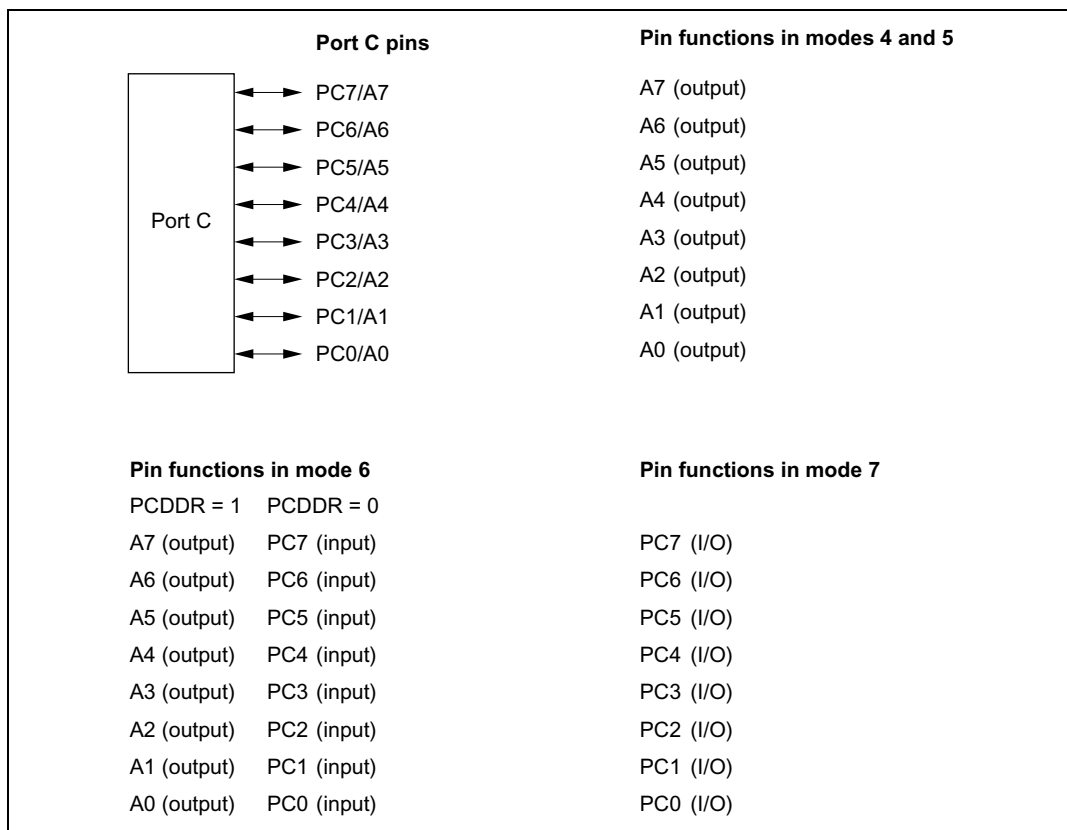 Port C pins
Pin functions in modes 4 and 5
Port C
PC7/A7
A7 (output)
PC6/A6
A6 (output)
PC5/A5
A5 (output)
PC4/A4
A4 (output)
PC3/A3
A3 (output)
PC2/A2
A2 (output)
PC1/A1
A1 (output)
PC0/A0
A0 (output)
Pin functions in mode 6
PCDDR = 1 PCDDR = 0
A7 (output) PC7 (input)
A6 (output) PC6 (input)
A5 (output) PC5 (input)
A4 (output) PC4 (input)
A3 (output) PC3 (input)
A2 (output) PC2 (input)
A1 (output) PC1 (input)
A0 (output) PC0 (input)
Pin functions in mode 7
PC7 (I/O)
PC6 (I/O)
PC5 (I/O)
PC4 (I/O)
PC3 (I/O)
PC2 (I/O)
PC1 (I/O)
PC0 (I/O)